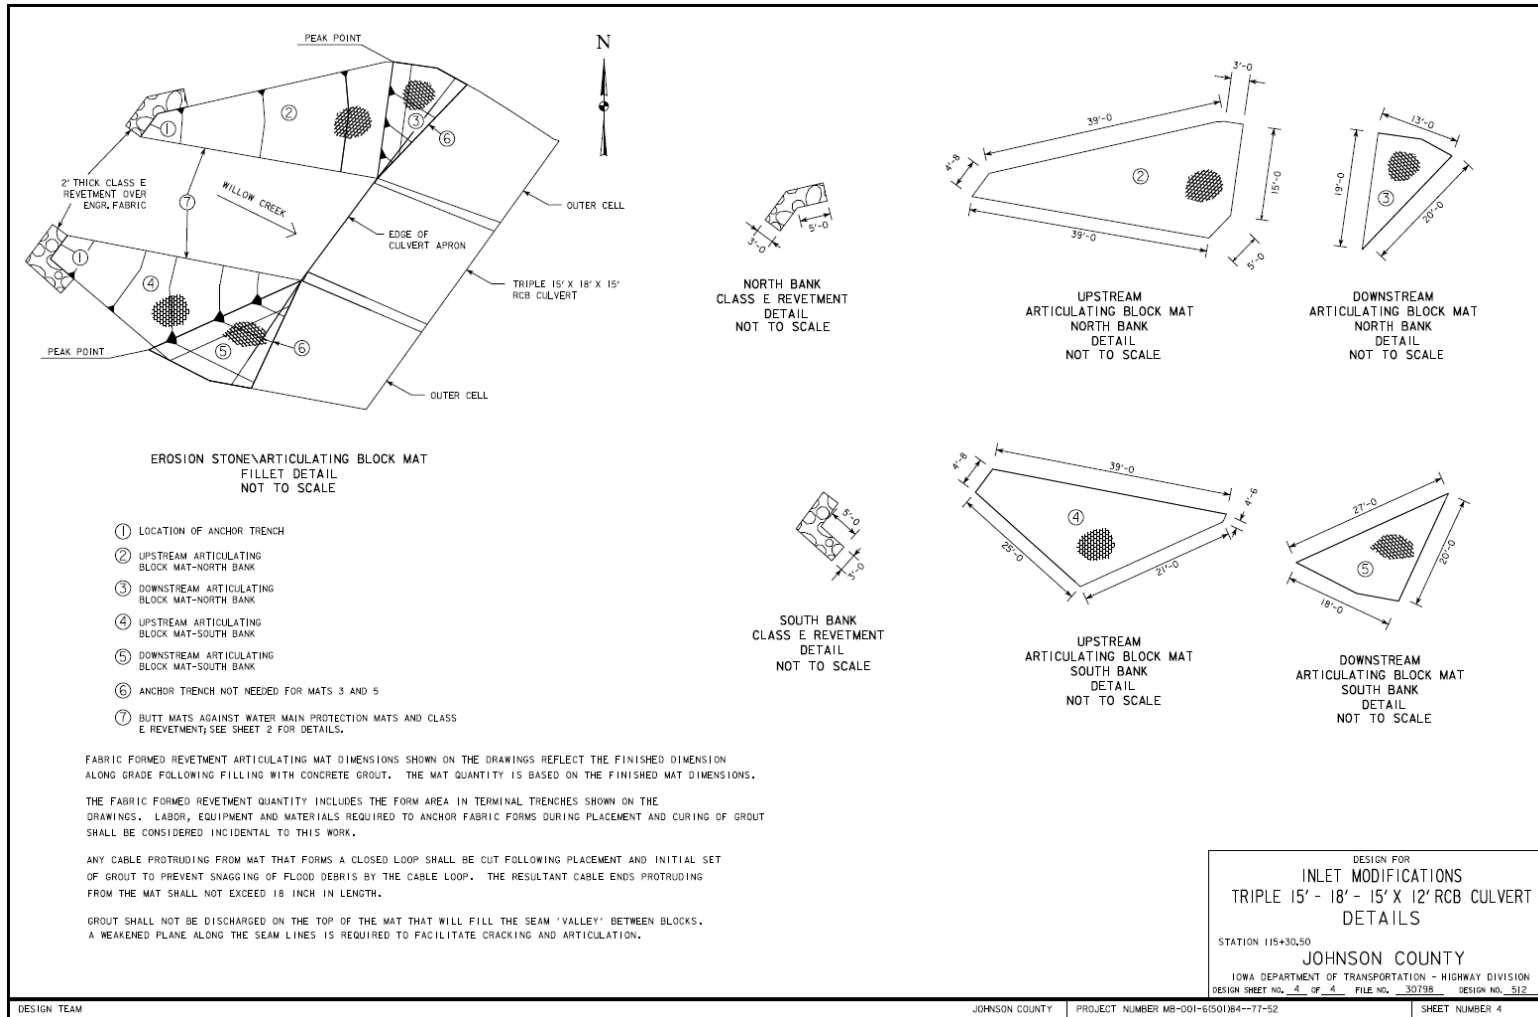 PEAK POINT
N
①
②
③
⑥
2' THICK CLASS E
REVETMENT OVER
ENGR. FABRIC
⑦
WILLOW CREEK
OUTER CELL
EDGE OF
CULVERT APRON
①
④
TRIPLE 15' X 18' X 15'
RCB CULVERT
PEAK POINT
⑤
⑥
OUTER CELL
EROSION STONE\ARTICULATING BLOCK MAT
FILLET DETAIL
NOT TO SCALE
3'-0
5'-0
NORTH BANK
CLASS E REVETMENT
DETAIL
NOT TO SCALE
3'-0
39'-0
4'-8
②
15'-0
39'-0
5'-0
UPSTREAM
ARTICULATING BLOCK MAT
NORTH BANK
DETAIL
NOT TO SCALE
13'-0
19'-0
③
20'-0
DOWNSTREAM
ARTICULATING BLOCK MAT
NORTH BANK
DETAIL
NOT TO SCALE
5'-0
3'-0
SOUTH BANK
CLASS E REVETMENT
DETAIL
NOT TO SCALE
4'-8
39'-0
4'-6
④
25'-0
21'-0
UPSTREAM
ARTICULATING BLOCK MAT
SOUTH BANK
DETAIL
NOT TO SCALE
27'-0
20'-0
⑤
18'-0
DOWNSTREAM
ARTICULATING BLOCK MAT
SOUTH BANK
DETAIL
NOT TO SCALE
① LOCATION OF ANCHOR TRENCH
② UPSTREAM ARTICULATING
BLOCK MAT-NORTH BANK
③ DOWNSTREAM ARTICULATING
BLOCK MAT-NORTH BANK
④ UPSTREAM ARTICULATING
BLOCK MAT-SOUTH BANK
⑤ DOWNSTREAM ARTICULATING
BLOCK MAT-SOUTH BANK
⑥ ANCHOR TRENCH NOT NEEDED FOR MATS 3 AND 5
⑦ BUTT MATS AGAINST WATER MAIN PROTECTION MATS AND CLASS
E REVETMENT; SEE SHEET 2 FOR DETAILS.
FABRIC FORMED REVETMENT ARTICULATING MAT DIMENSIONS SHOWN ON THE DRAWINGS REFLECT THE FINISHED DIMENSION
ALONG GRADE FOLLOWING FILLING WITH CONCRETE GROUT. THE MAT QUANTITY IS BASED ON THE FINISHED MAT DIMENSIONS.
THE FABRIC FORMED REVETMENT QUANTITY INCLUDES THE FORM AREA IN TERMINAL TRENCHES SHOWN ON THE
DRAWINGS. LABOR, EQUIPMENT AND MATERIALS REQUIRED TO ANCHOR FABRIC FORMS DURING PLACEMENT AND CURING OF GROUT
SHALL BE CONSIDERED INCIDENTAL TO THIS WORK.
ANY CABLE PROTRUDING FROM MAT THAT FORMS A CLOSED LOOP SHALL BE CUT FOLLOWING PLACEMENT AND INITIAL SET
OF GROUT TO PREVENT SNAGGING OF FLOOD DEBRIS BY THE CABLE LOOP. THE RESULTANT CABLE ENDS PROTRUDING
FROM THE MAT SHALL NOT EXCEED 18 INCH IN LENGTH.
GROUT SHALL NOT BE DISCHARGED ON THE TOP OF THE MAT THAT WILL FILL THE SEAM 'VALLEY' BETWEEN BLOCKS.
A WEAKENED PLANE ALONG THE SEAM LINES IS REQUIRED TO FACILITATE CRACKING AND ARTICULATION.
DESIGN FOR
INLET MODIFICATIONS
TRIPLE 15' - 18' - 15' X 12' RCB CULVERT
DETAILS
STATION 115+30.50
JOHNSON COUNTY
IOWA DEPARTMENT OF TRANSPORTATION - HIGHWAY DIVISION
DESIGN SHEET NO. 4 OF 4 FILE NO. 30798 DESIGN NO. 512
DESIGN TEAM
JOHNSON COUNTY
PROJECT NUMBER MB-001-6(501)84--77-52
SHEET NUMBER 4